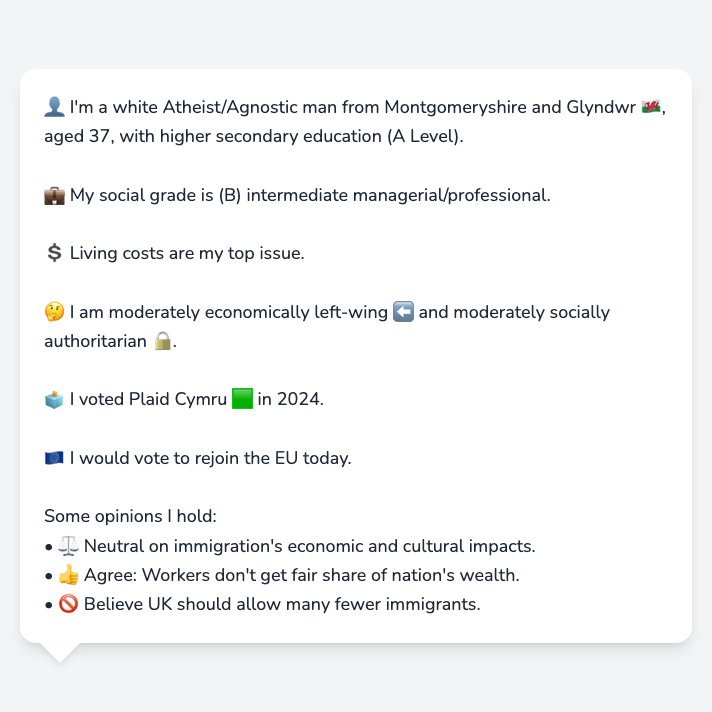 👤 I'm a white Atheist/Agnostic man from Montgomeryshire and Glyndwr 🏴󠁧󠁢󠁷󠁬󠁳󠁿,
aged 37, with higher secondary education (A Level).
💼 My social grade is (B) intermediate managerial/professional.
💲 Living costs are my top issue.
🤔 I am moderately economically left-wing ⬅️ and moderately socially
authoritarian 🔒.
🗳️ I voted Plaid Cymru 🟩 in 2024.
🇪🇺 I would vote to rejoin the EU today.
Some opinions I hold:
• ⚖️ Neutral on immigration's economic and cultural impacts.
• 👍 Agree: Workers don't get fair share of nation's wealth.
• 🚫 Believe UK should allow many fewer immigrants.